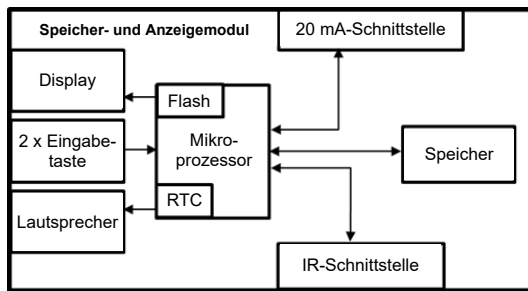 Speicher- und Anzeigemodul
20 mA-Schnittstelle
Display
Flash
2 x Eingabe-
taste
Mikro-
prozessor
Speicher
RTC
Lautsprecher
IR-Schnittstelle